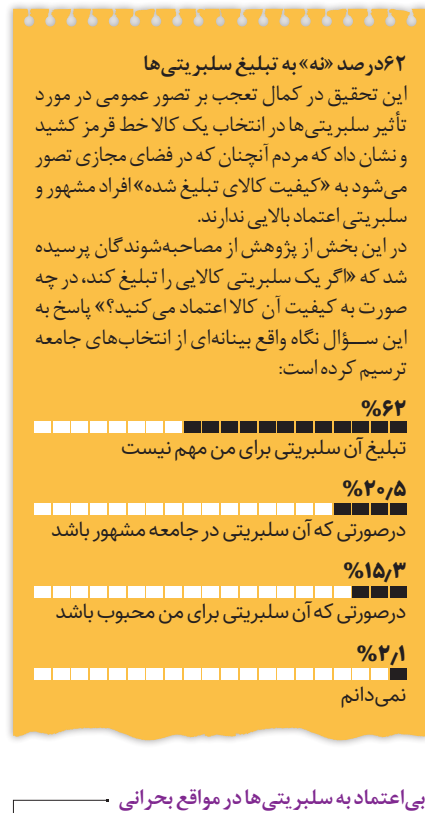 ۶۲درصد «نه» به تبلیغ سلبریتی‌ها
این تحقیق در کمال تعجب بر تصور عمومی در مورد
تأثیر سلبریتی‌ها در انتخاب یک کالا خط قرمز کشید
و نشان داد که مردم آنچنان که در فضای مجازی تصور
می‌شود به «کیفیت کالای تبلیغ شده» افراد مشهور و
سلبریتی اعتماد بالایی ندارند.
در این بخش از پژوهش از مصاحبه‌شوندگان پرسیده
شد که «اگر یک سلبریتی کالایی را تبلیغ کند، در چه
صورت به کیفیت آن کالا اعتماد می‌کنید؟» پاسخ به
این سؤال نگاه واقع بینانه‌ای از انتخاب‌های جامعه
ترسیم کرده است:
%۶۲
تبلیغ آن سلبریتی برای من مهم نیست
%۲۰٫۵
درصورتی که آن سلبریتی در جامعه مشهور باشد
%۱۵٫۳
درصورتی که آن سلبریتی برای من محبوب باشد
%۲٫۱
نمی‌دانم
بی‌اعتماد به سلبریتی‌ها در مواقع بحرانی